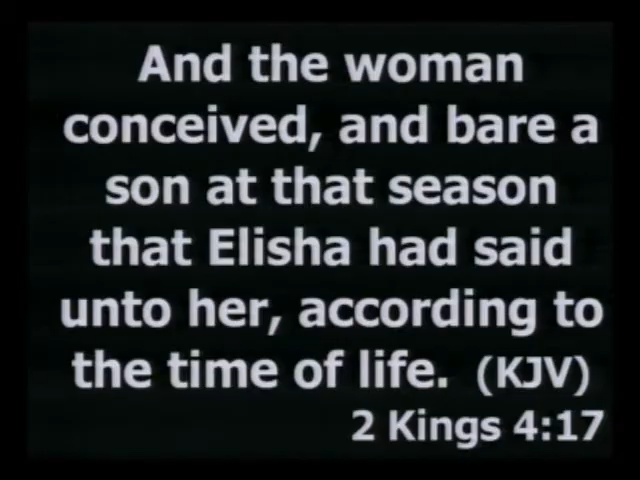 And the woman
conceived, and bare a
son at that season
that Elisha had said
unto her, according to
the time of life.  (KJV)
2 Kings 4:17